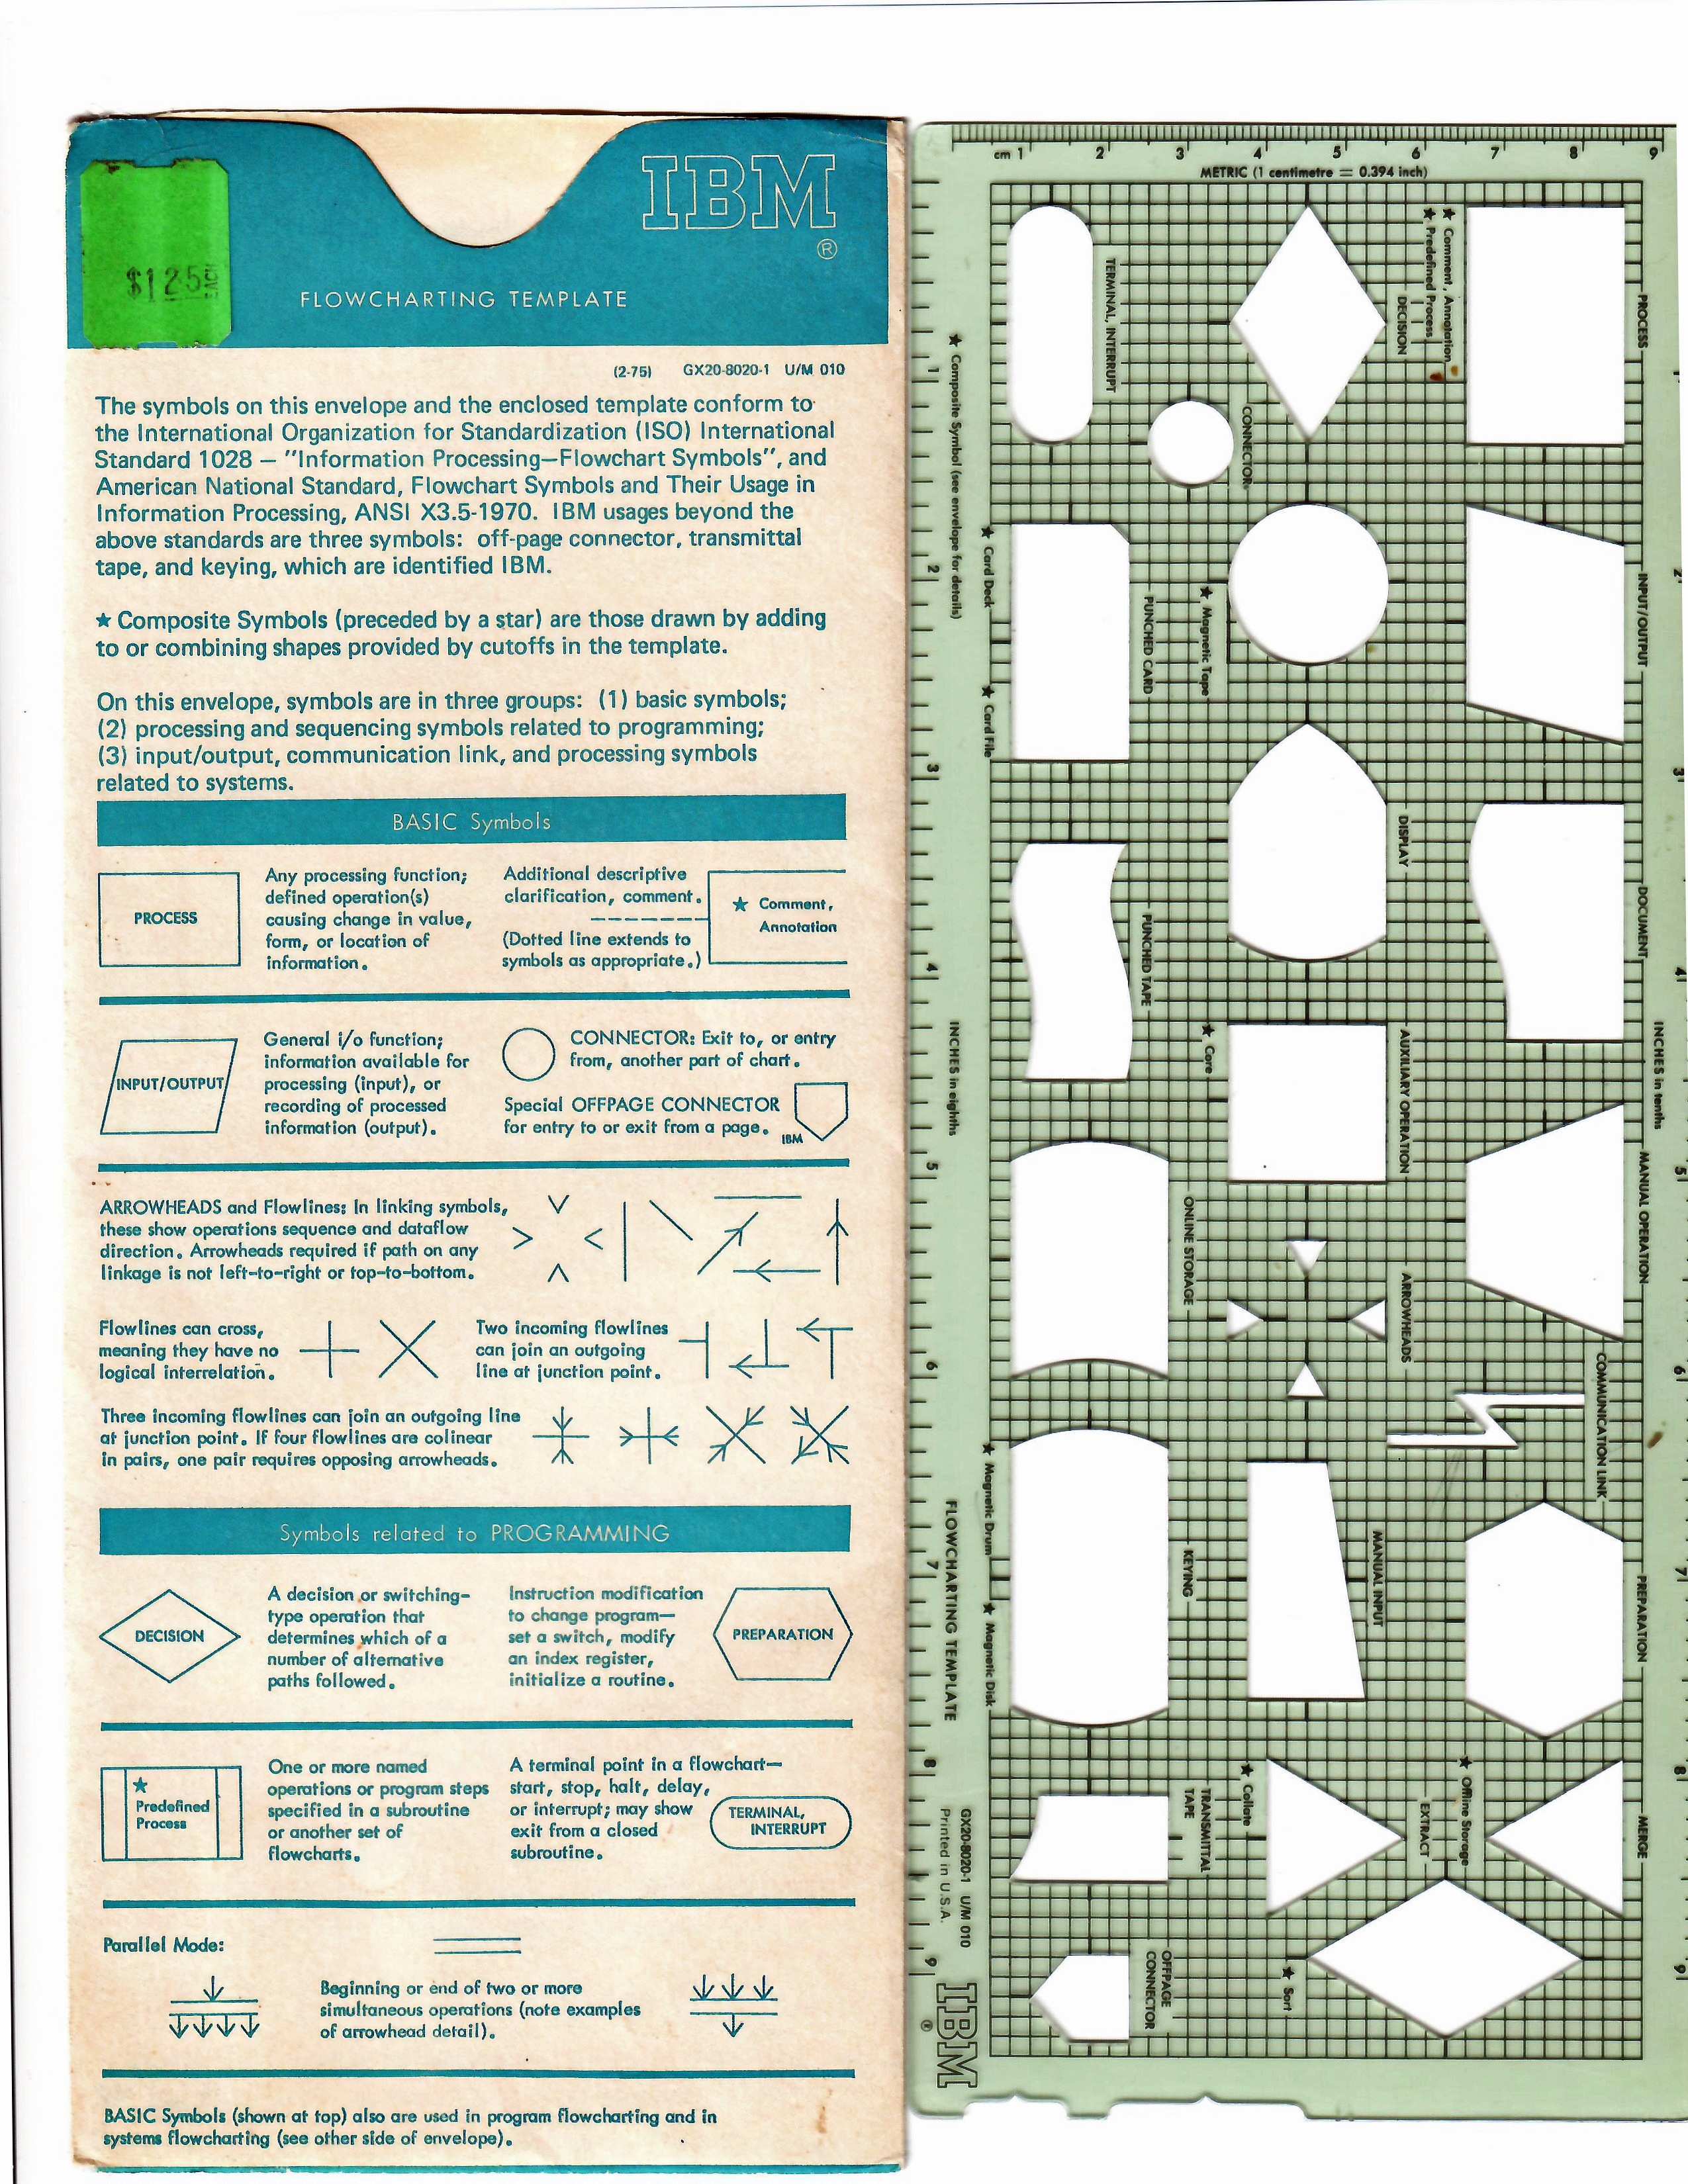 IBM
®
$1 25 EACH
FLOWCHARTING TEMPLATE
(2-75) GX20-8020-1 U/M 010
The symbols on this envelope and the enclosed template conform to
the International Organization for Standardization (ISO) International
Standard 1028 — "Information Processing—Flowchart Symbols", and
American National Standard, Flowchart Symbols and Their Usage in
Information Processing, ANSI X3.5-1970. IBM usages beyond the
above standards are three symbols: off-page connector, transmittal
tape, and keying, which are identified IBM.
★ Composite Symbols (preceded by a star) are those drawn by adding
to or combining shapes provided by cutoffs in the template.
On this envelope, symbols are in three groups: (1) basic symbols;
(2) processing and sequencing symbols related to programming;
(3) input/output, communication link, and processing symbols
related to systems.
BASIC Symbols
PROCESS
Any processing function;
defined operation(s)
causing change in value,
form, or location of
information.
Additional descriptive
clarification, comment.
(Dotted line extends to
symbols as appropriate.)
★ Comment,
Annotation
INPUT/OUTPUT
General i/o function;
information available for
processing (input), or
recording of processed
information (output).
CONNECTOR: Exit to, or entry
from, another part of chart.
Special OFFPAGE CONNECTOR
for entry to or exit from a page.
IBM
ARROWHEADS and Flowlines: In linking symbols,
these show operations sequence and dataflow
direction. Arrowheads required if path on any
linkage is not left-to-right or top-to-bottom.
Flowlines can cross,
meaning they have no
logical interrelation.
Two incoming flowlines
can join an outgoing
line at junction point.
Three incoming flowlines can join an outgoing line
at junction point. If four flowlines are colinear
in pairs, one pair requires opposing arrowheads.
Symbols related to PROGRAMMING
DECISION
A decision or switching-
type operation that
determines which of a
number of alternative
paths followed.
Instruction modification
to change program—
set a switch, modify
an index register,
initialize a routine.
PREPARATION
★
Predefined
Process
One or more named
operations or program steps
specified in a subroutine
or another set of
flowcharts.
A terminal point in a flowchart—
start, stop, halt, delay,
or interrupt; may show
exit from a closed
subroutine.
TERMINAL,
INTERRUPT
Parallel Mode:
Beginning or end of two or more
simultaneous operations (note examples
of arrowhead detail).
BASIC Symbols (shown at top) also are used in program flowcharting and in
systems flowcharting (see other side of envelope).
cm 1 2 3 4 5 6 7 8 9
METRIC (1 centimetre = 0.394 inch)
PROCESS
INPUT/OUTPUT
DOCUMENT
MANUAL OPERATION
COMMUNICATION LINK
PREPARATION
MERGE
INCHES in tenths
1 2 3 4 5 6 7 8 9
★ Comment, Annotation
★ Predefined Process
DECISION
DISPLAY
AUXILIARY OPERATION
ARROWHEADS
MANUAL INPUT
★ Offline Storage
EXTRACT
CONNECTOR
★ Magnetic Tape
★ Core
★ Collate
★ Sort
TERMINAL, INTERRUPT
PUNCHED CARD
PUNCHED TAPE
ONLINE STORAGE
KEYING
TRANSMITTAL
TAPE
OFFPAGE
CONNECTOR
★ Card Deck
★ Card File
★ Magnetic Drum
★ Magnetic Disk
★ Composite Symbol (see envelope for details)
INCHES in eighths
FLOWCHARTING TEMPLATE
GX20-8020-1 U/M 010
Printed in U.S.A.
1 2 3 4 5 6 7 8 9
IBM
®